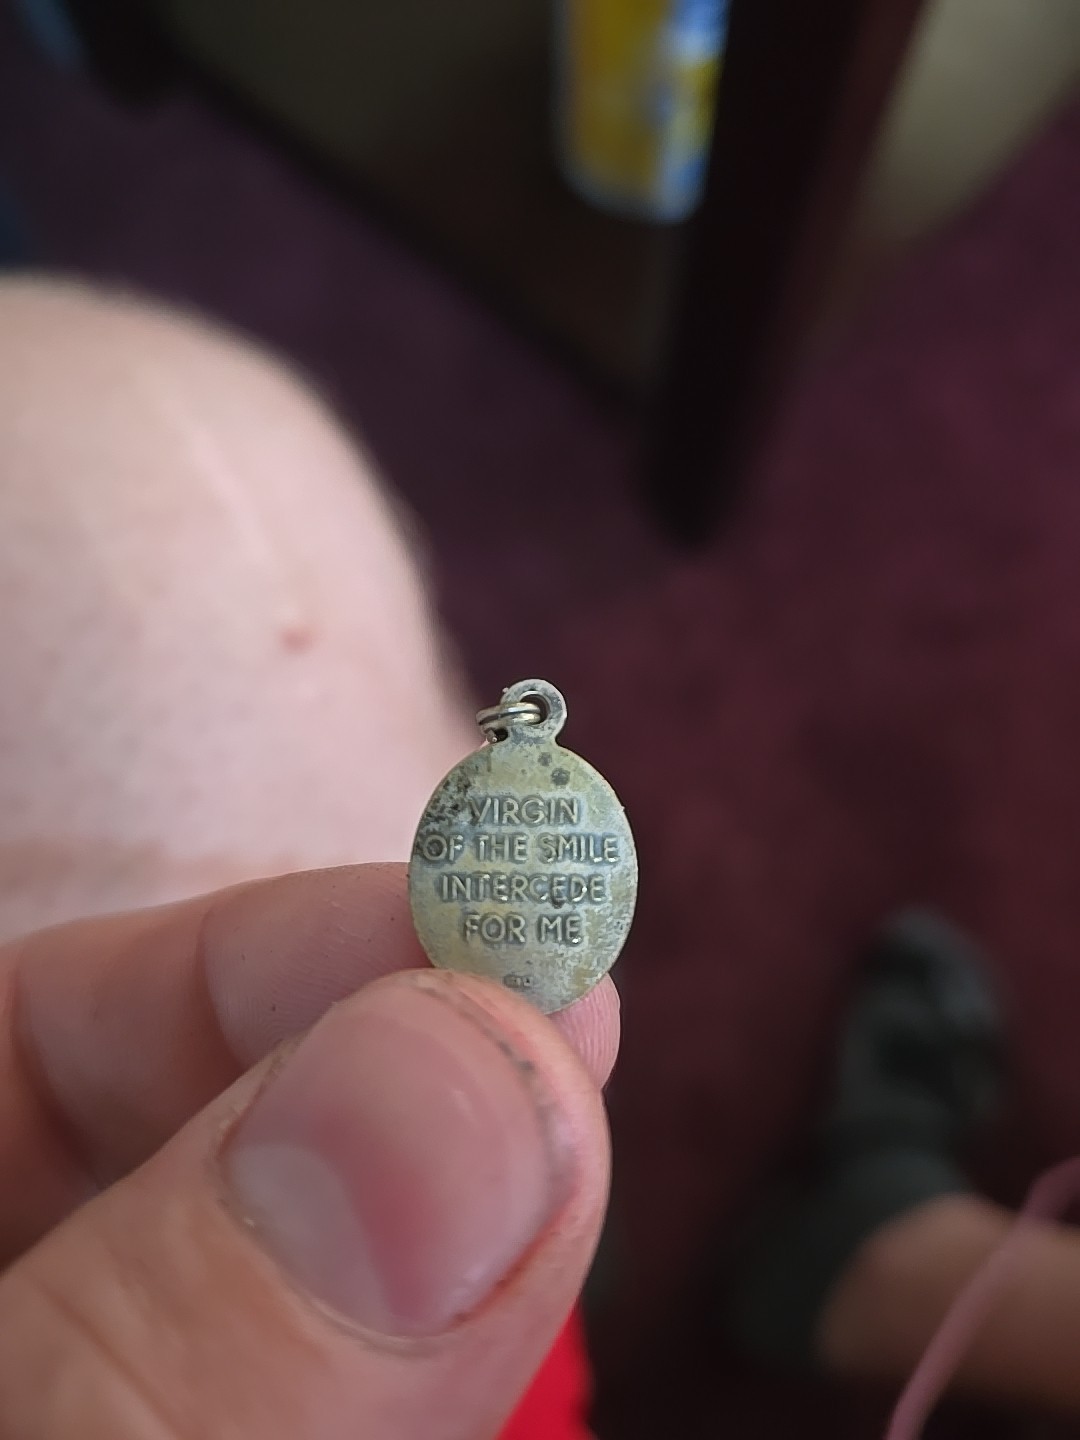 VIRGIN
OF THE SMILE
INTERCEDE
FOR ME